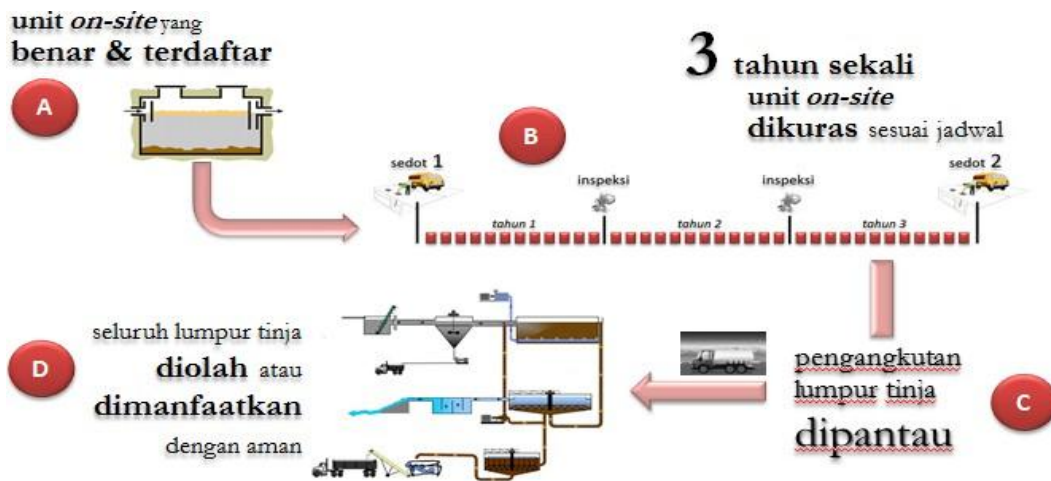 unit on-site yang
benar & terdaftar
A
3 tahun sekali
unit on-site
dikuras sesuai jadwal
B
sedot 1
inspeksi
inspeksi
sedot 2
tahun 1
tahun 2
tahun 3
pengangkutan
lumpur tinja
dipantau
C
seluruh lumpur tinja
diolah atau
dimanfaatkan
dengan aman
D